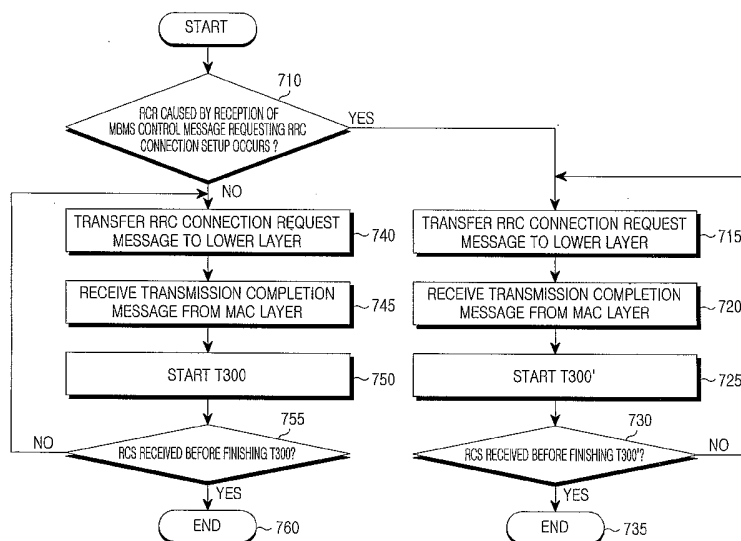 START
710
RCR CAUSED BY RECEPTION OF
MBMS CONTROL MESSAGE REQUESTING RRC
CONNECTION SETUP OCCURS ?
YES
NO
TRANSFER RRC CONNECTION REQUEST
MESSAGE TO LOWER LAYER
740
RECEIVE TRANSMISSION COMPLETION
MESSAGE FROM MAC LAYER
745
START T300
750
755
RCS RECEIVED BEFORE FINISHING T300?
NO
YES
END
760
TRANSFER RRC CONNECTION REQUEST
MESSAGE TO LOWER LAYER
715
RECEIVE TRANSMISSION COMPLETION
MESSAGE FROM MAC LAYER
720
START T300'
725
730
RCS RECEIVED BEFORE FINISHING T300'?
NO
YES
END
735